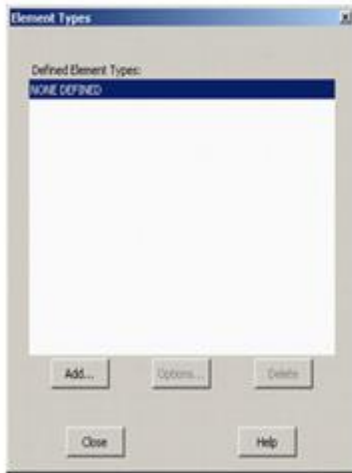 Element Types
Defined Element Types:
NONE DEFINED
Add... Options... Delete
Close Help